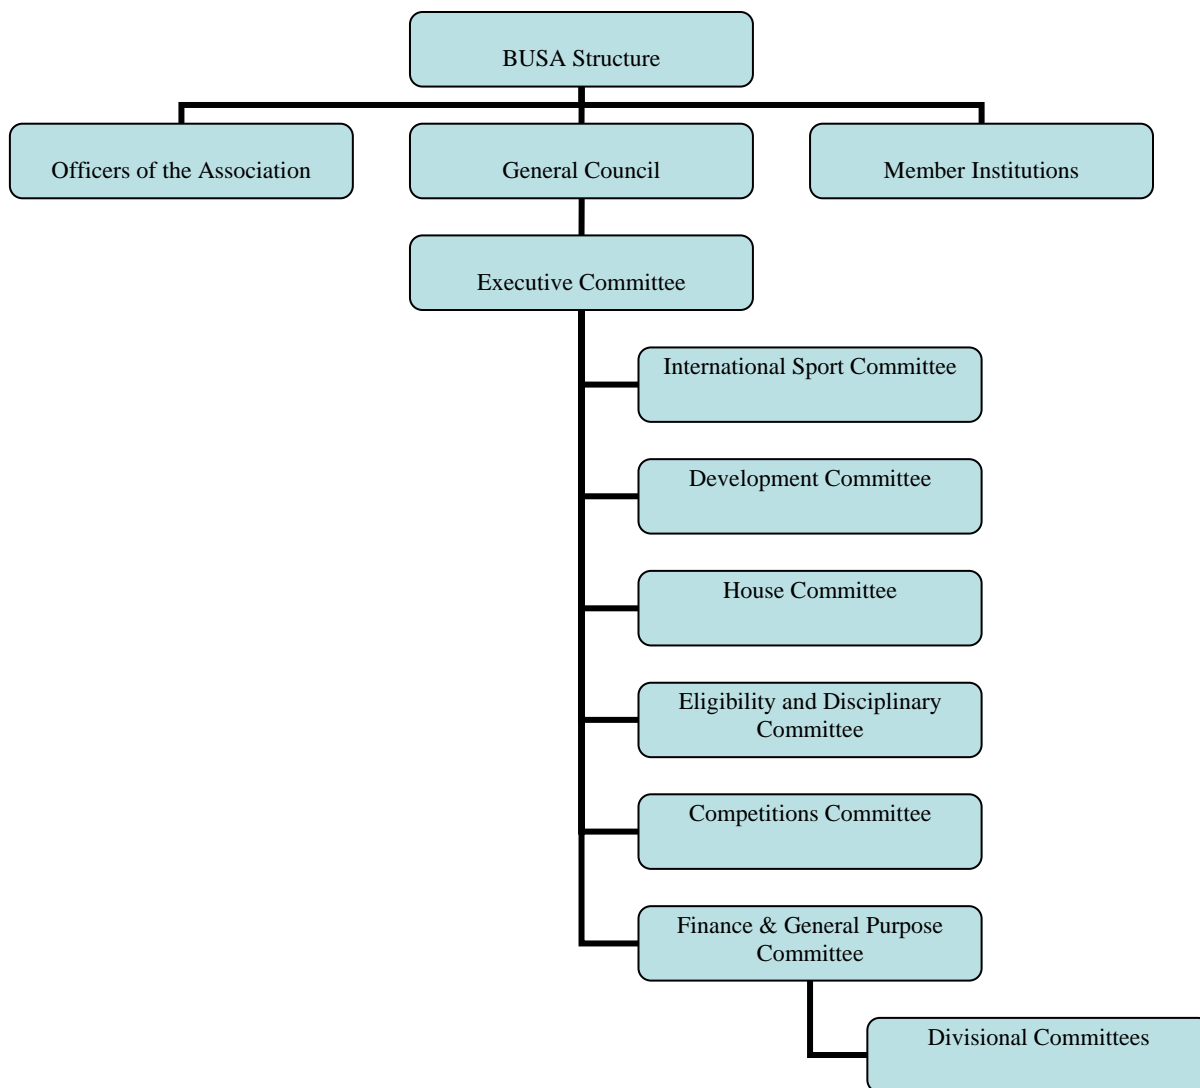 BUSA Structure
Officers of the Association
General Council
Member Institutions
Executive Committee
International Sport Committee
Development Committee
House Committee
Eligibility and Disciplinary
Committee
Competitions Committee
Finance & General Purpose
Committee
Divisional Committees